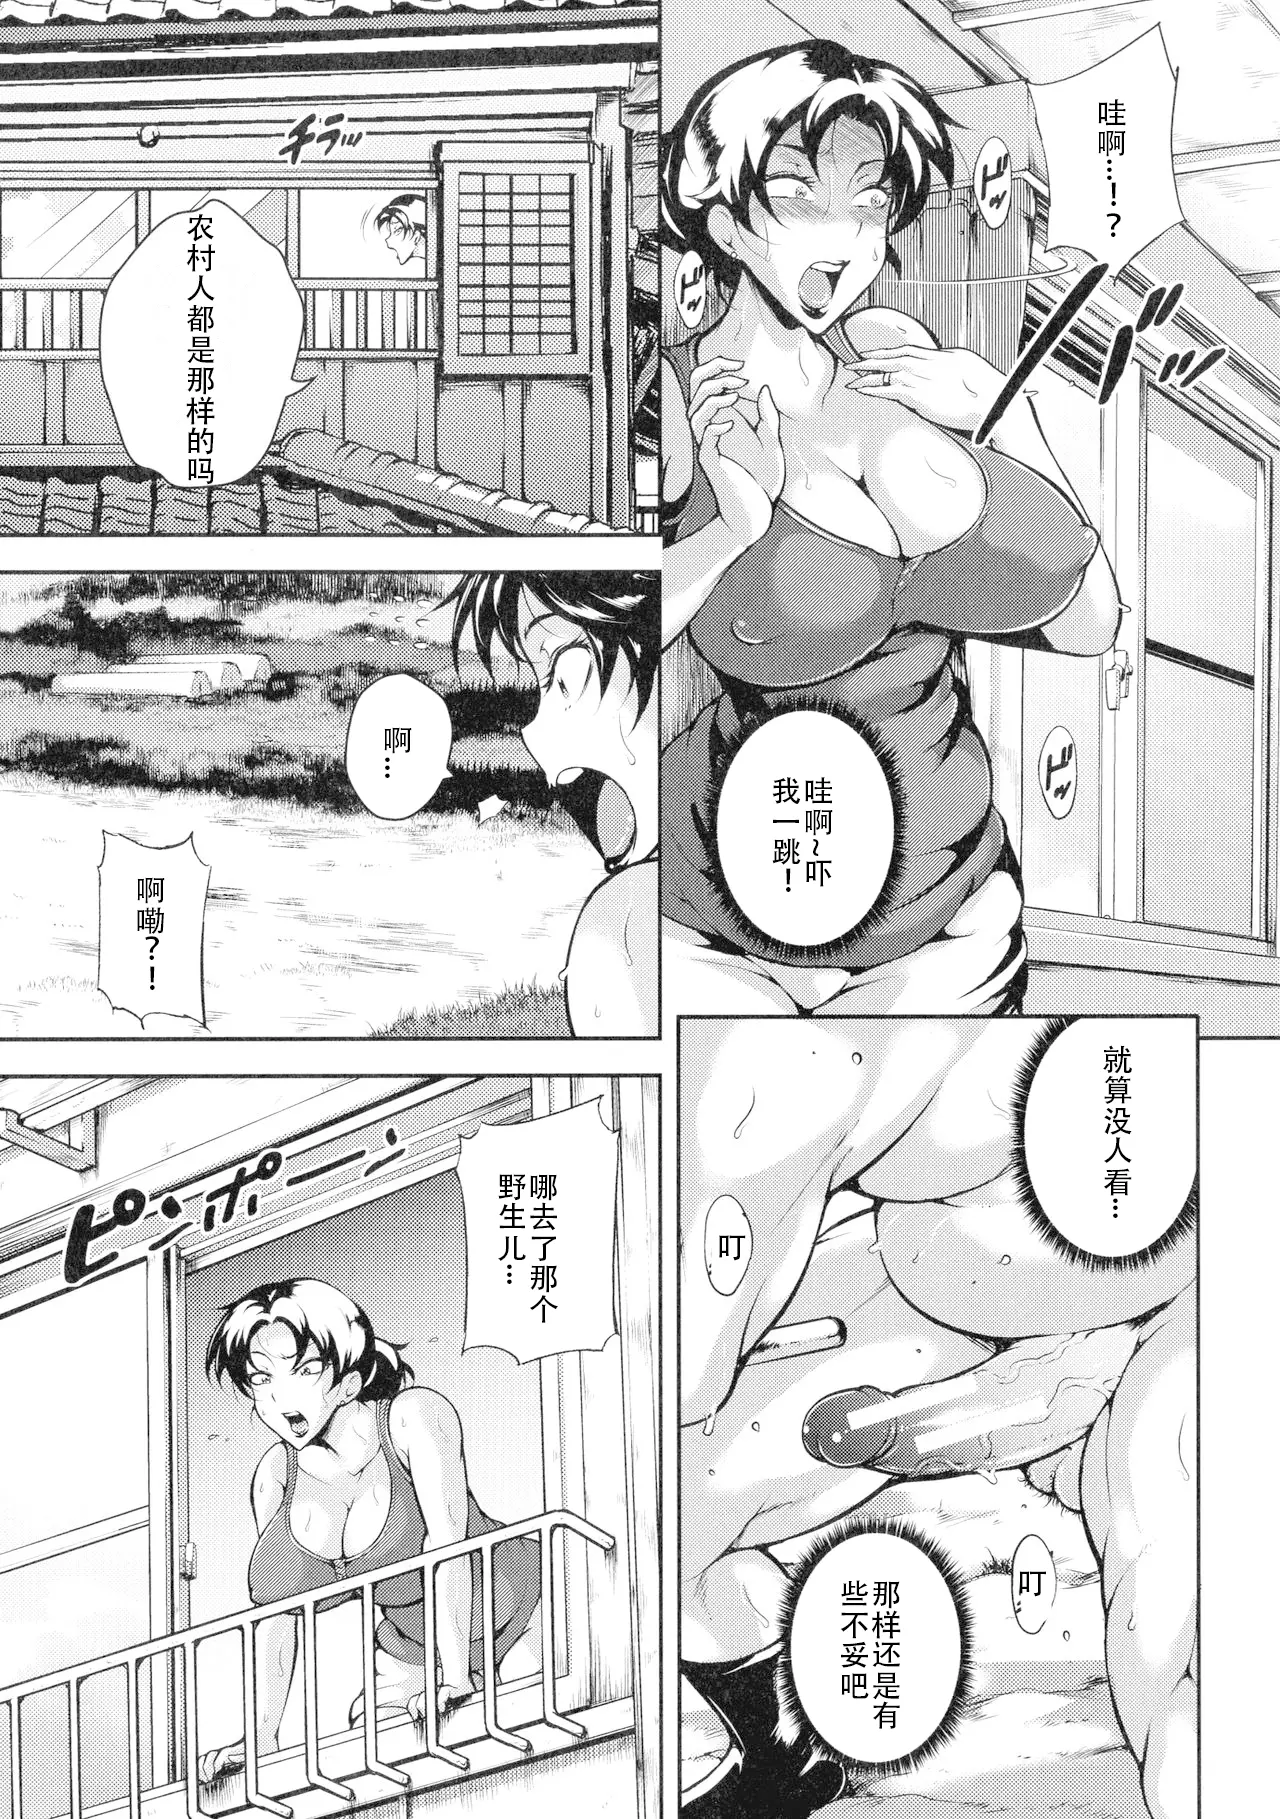 哇啊…!?
ドッ
ドッ
ドッ
ドドッ
哇啊~吓
我一跳!
就算没人看…
叮
叮
那样还是有
些不妥吧
チラッ
农村人都是那样的吗
啊…
啊嘞?!
哪去了那个
野生儿…
ピンポーン